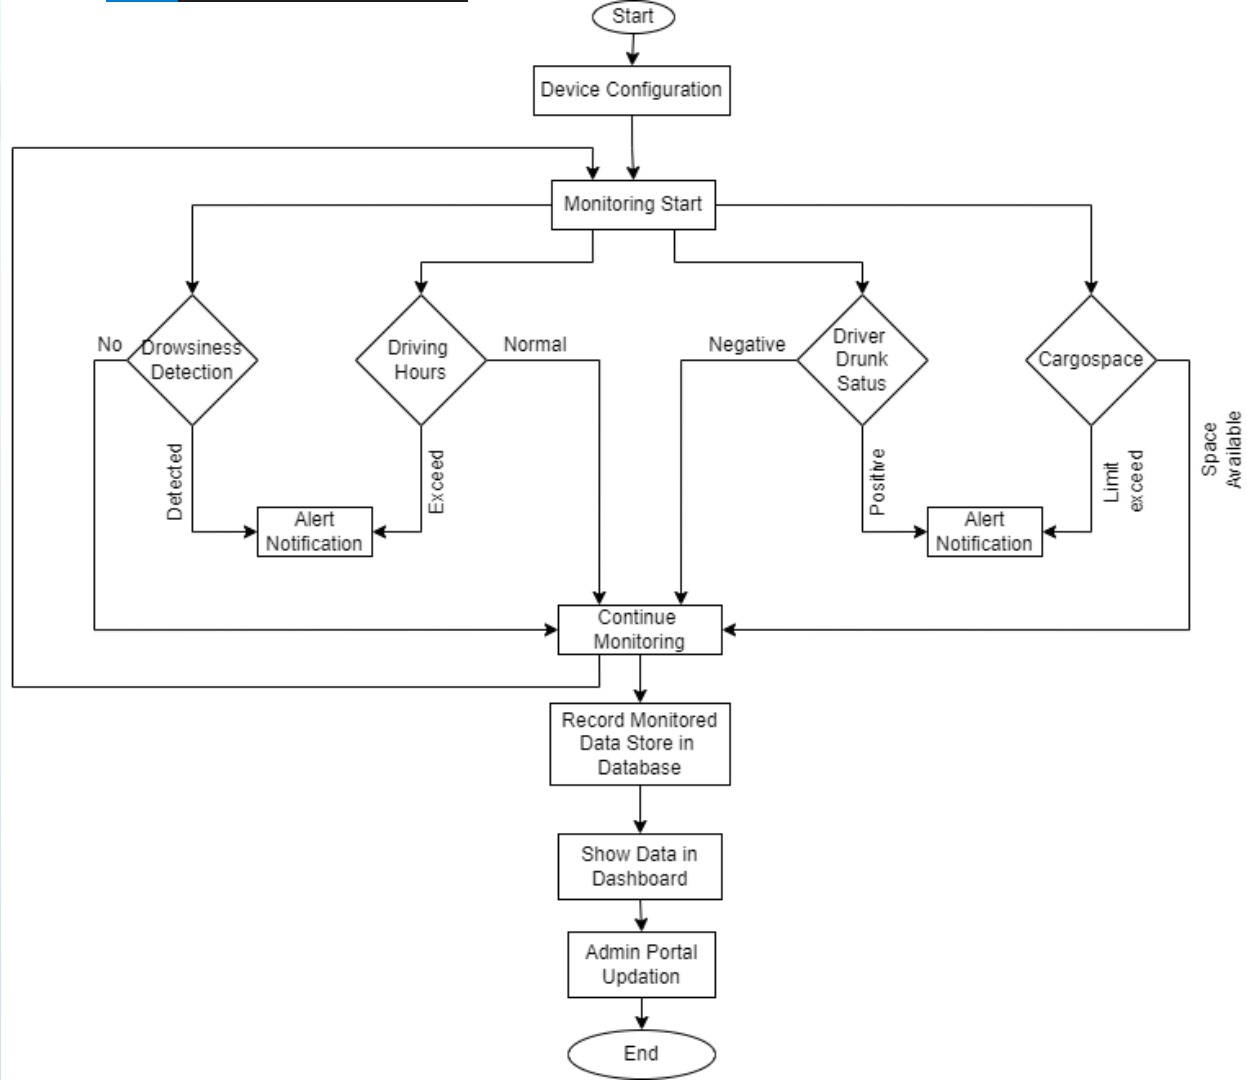 Start
Device Configuration
Monitoring Start
No
Drowsiness
Detection
Driving
Hours
Normal
Negative
Driver
Drunk
Satus
Cargospace
Space
Available
Detected
Exceed
Positive
Limit
exceed
Alert
Notification
Alert
Notification
Continue
Monitoring
Record Monitored
Data Store in
Database
Show Data in
Dashboard
Admin Portal
Updation
End